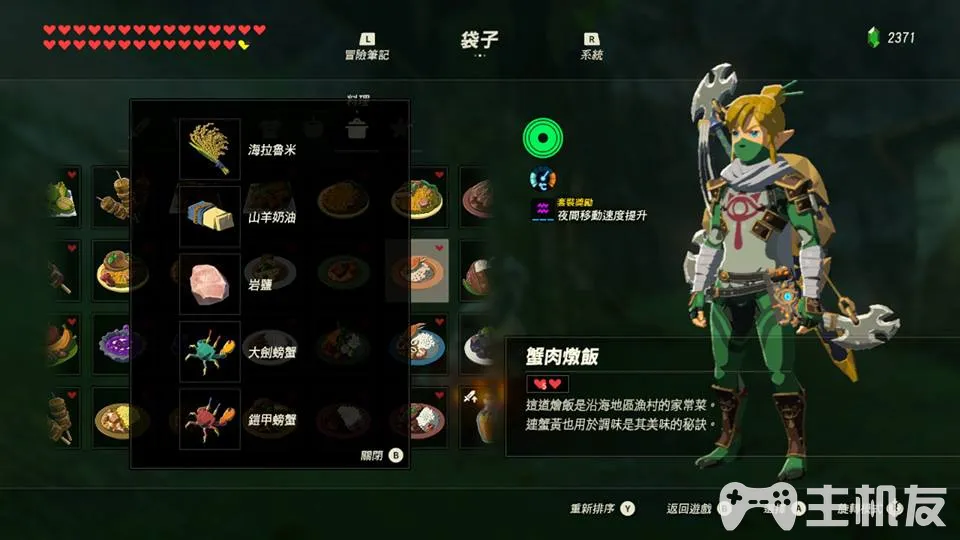 L
冒險筆記
袋子
R
系統
2371
料理
海拉魯米
山羊奶油
岩鹽
大劍螃蟹
鎧甲螃蟹
關閉 B
套裝獎勵
夜間移動速度提升
蟹肉燉飯
這道燴飯是沿海地區漁村的家常菜。
連蟹黃也用於調味是其美味的秘訣。
重新排序 Y
返回遊戲
主机友